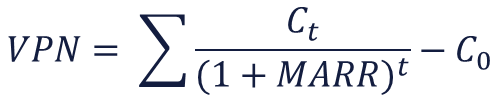 VPN = ∑ C_t / (1 + MARR)^t − C_0